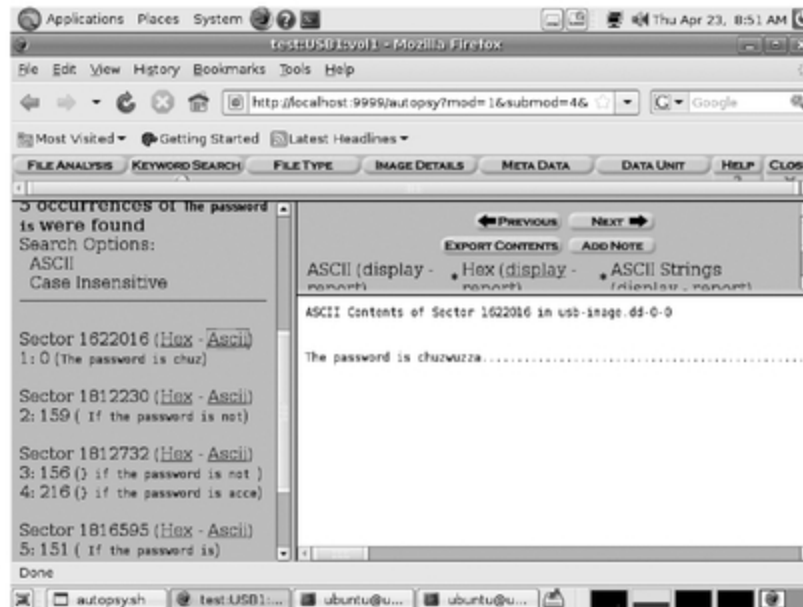 Applications Places System Thu Apr 23, 8:51 AM
test:USB1:vol1 - Mozilla Firefox
File Edit View History Bookmarks Tools Help
http://localhost:9999/autopsy?mod=1&submod=4& Google
Most Visited Getting Started Latest Headlines
FILE ANALYSIS KEYWORD SEARCH FILE TYPE IMAGE DETAILS META DATA DATA UNIT HELP CLOS
5 occurrences of The password
is were found
Search Options:
ASCII
Case Insensitive
Sector 1622016 (Hex - Ascii)
1: 0 (The password is chuz)
Sector 1812230 (Hex - Ascii)
2: 159 ( If the password is not)
Sector 1812732 (Hex - Ascii)
3: 156 (} if the password is not )
4: 216 (} if the password is acce)
Sector 1816595 (Hex - Ascii)
5: 151 ( If the password is)
PREVIOUS NEXT
EXPORT CONTENTS ADD NOTE
ASCII (display - report) • Hex (display - report) • ASCII Strings (display - report)
ASCII Contents of Sector 1622016 in usb-image.dd-0-0
The password is chuzwuzza....................................................
Done
autopsy.sh test:USB1:... ubuntu@u... ubuntu@u...